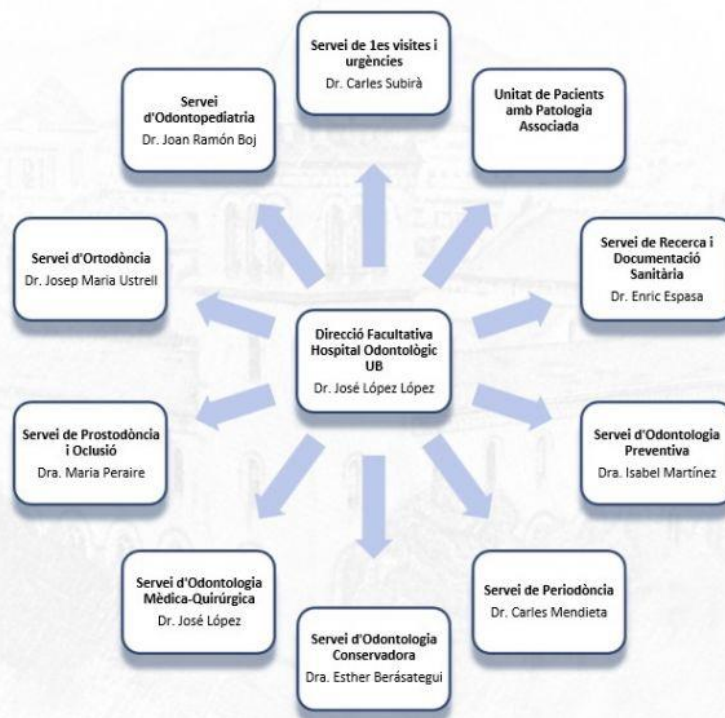 Servei de 1es visites i
urgències
Dr. Carles Subirà
Unitat de Pacients
amb Patologia
Associada
Servei de Recerca i
Documentació
Sanitària
Dr. Enric Espasa
Servei d'Odontologia
Preventiva
Dra. Isabel Martínez
Servei de Periodòncia
Dr. Carles Mendieta
Servei d'Odontologia
Conservadora
Dra. Esther Berásategui
Servei d'Odontologia
Mèdica-Quirúrgica
Dr. José López
Servei de Prostodòncia
i Oclusió
Dra. Maria Peraire
Servei d'Ortodòncia
Dr. Josep Maria Ustrell
Servei
d'Odontopediatria
Dr. Joan Ramón Boj
Direcció Facultativa
Hospital Odontològic
UB
Dr. José López López